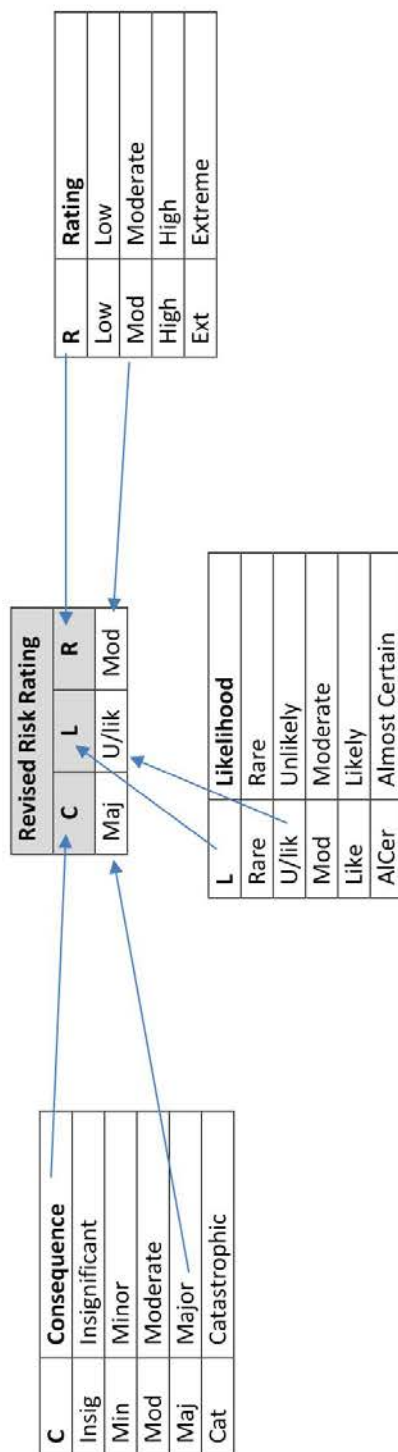 Revised Risk Rating
C L R
Maj U/lik Mod
C Consequence
Insig Insignificant
Min Minor
Mod Moderate
Maj Major
Cat Catastrophic
L Likelihood
Rare Rare
U/lik Unlikely
Mod Moderate
Like Likely
AlCer Almost Certain
R Rating
Low Low
Mod Moderate
High High
Ext Extreme